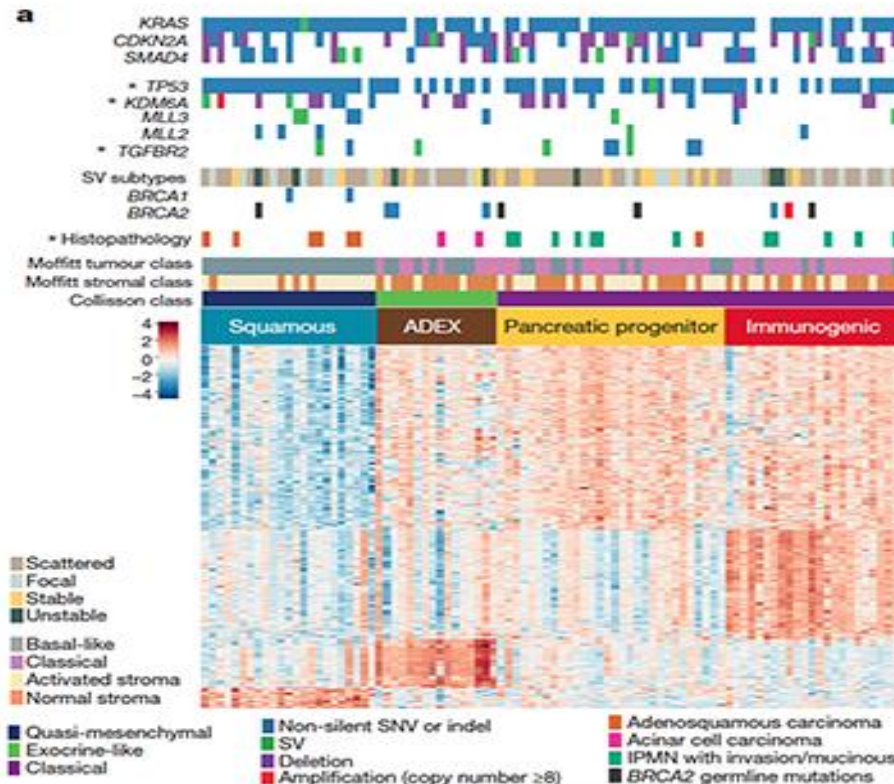 a
KRAS
CDKN2A
SMAD4
* TP53
* KDM6A
MLL3
MLL2
* TGFBR2
SV subtypes
BRCA1
BRCA2
* Histopathology
Moffitt tumour class
Moffitt stromal class
Collisson class
Squamous ADEX Pancreatic progenitor Immunogenic
4
2
0
−2
−4
Scattered
Focal
Stable
Unstable
Basal-like
Classical
Activated stroma
Normal stroma
Quasi-mesenchymal
Exocrine-like
Classical
Non-silent SNV or indel
SV
Deletion
Amplification (copy number ≥8)
Adenosquamous carcinoma
Acinar cell carcinoma
IPMN with invasion/mucinous
BRCA2 germline mutations